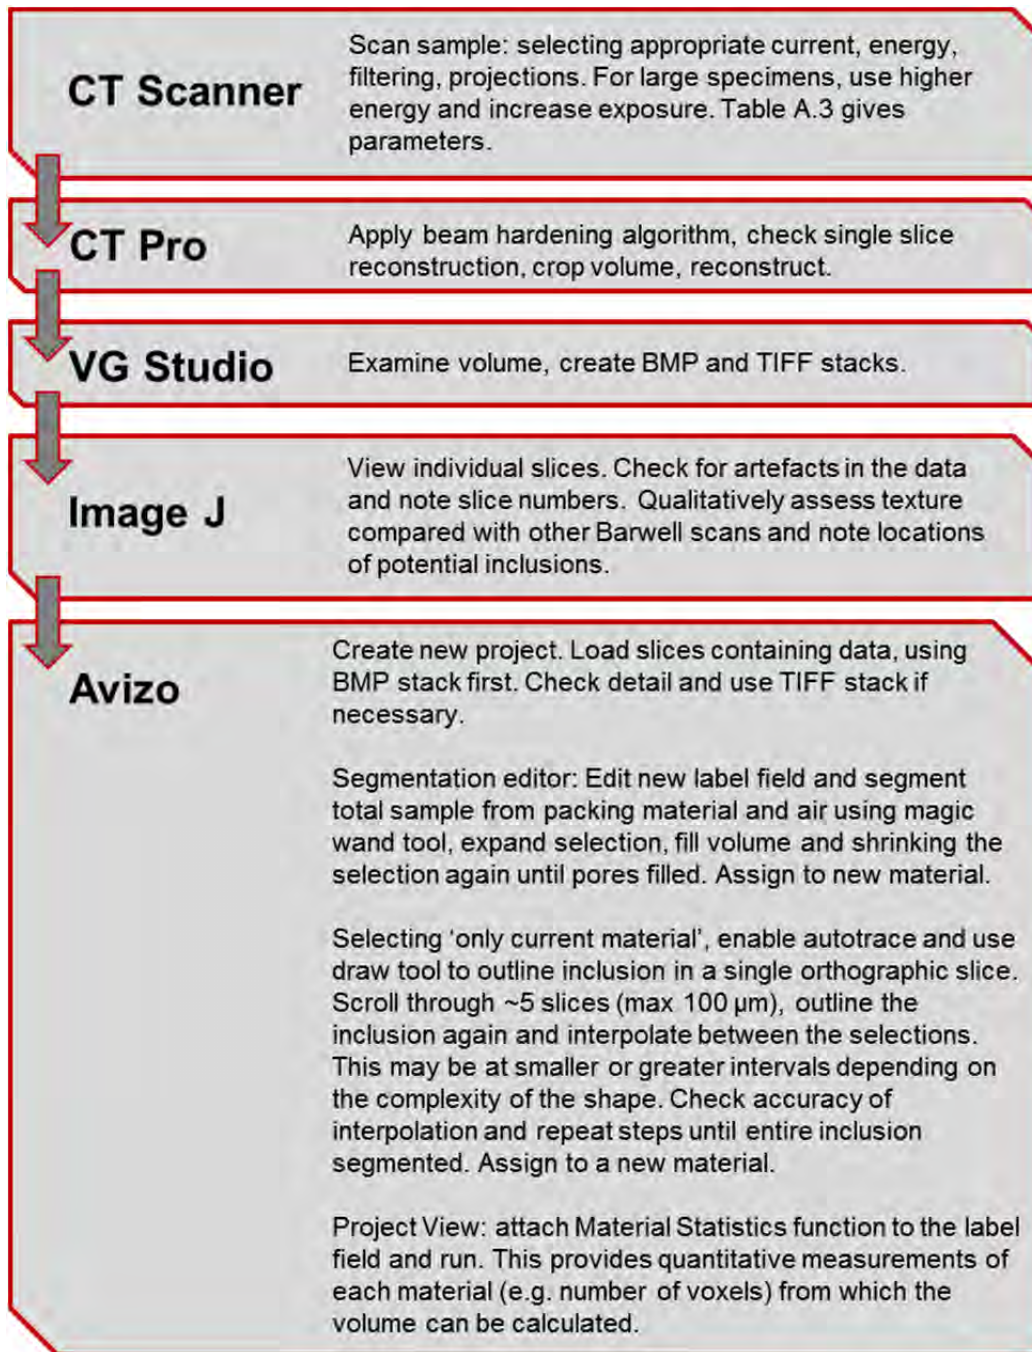 CT Scanner
Scan sample: selecting appropriate current, energy,
filtering, projections. For large specimens, use higher
energy and increase exposure. Table A.3 gives
parameters.
CT Pro
Apply beam hardening algorithm, check single slice
reconstruction, crop volume, reconstruct.
VG Studio
Examine volume, create BMP and TIFF stacks.
Image J
View individual slices. Check for artefacts in the data
and note slice numbers. Qualitatively assess texture
compared with other Barwell scans and note locations
of potential inclusions.
Avizo
Create new project. Load slices containing data, using
BMP stack first. Check detail and use TIFF stack if
necessary.
Segmentation editor: Edit new label field and segment
total sample from packing material and air using magic
wand tool, expand selection, fill volume and shrinking the
selection again until pores filled. Assign to new material.
Selecting ‘only current material’, enable autotrace and use
draw tool to outline inclusion in a single orthographic slice.
Scroll through ~5 slices (max 100 µm), outline the
inclusion again and interpolate between the selections.
This may be at smaller or greater intervals depending on
the complexity of the shape. Check accuracy of
interpolation and repeat steps until entire inclusion
segmented. Assign to a new material.
Project View: attach Material Statistics function to the label
field and run. This provides quantitative measurements of
each material (e.g. number of voxels) from which the
volume can be calculated.